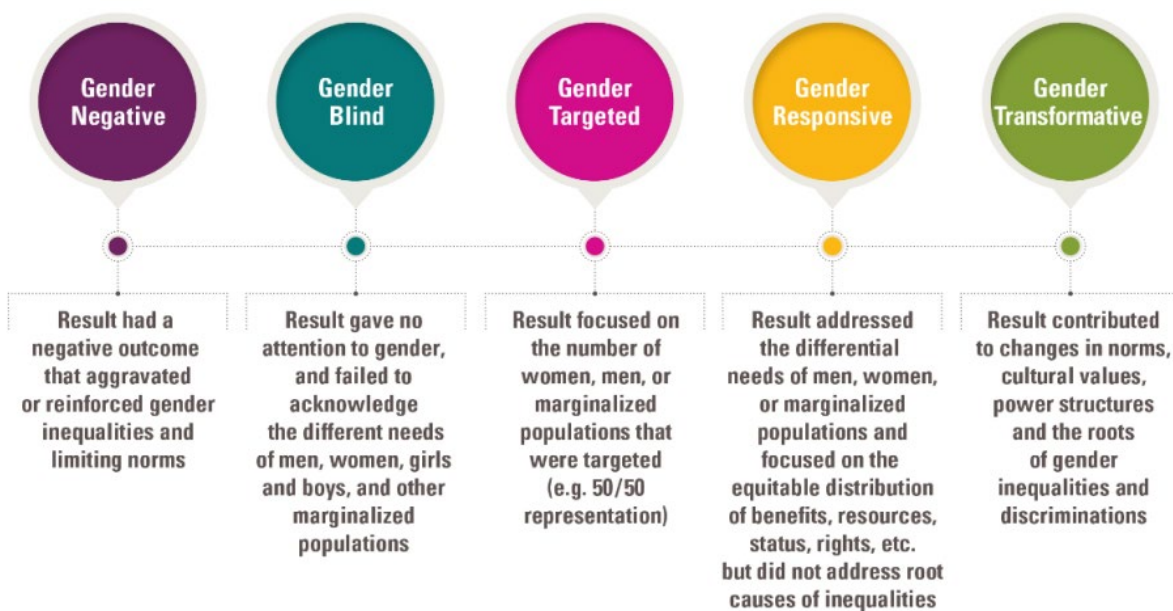 Gender
Negative
Gender
Blind
Gender
Targeted
Gender
Responsive
Gender
Transformative
Result had a
negative outcome
that aggravated
or reinforced gender
inequalities and
limiting norms
Result gave no
attention to gender,
and failed to
acknowledge
the different needs
of men, women, girls
and boys, and other
marginalized
populations
Result focused on
the number of
women, men, or
marginalized
populations that
were targeted
(e.g. 50/50
representation)
Result addressed
the differential
needs of men, women,
or marginalized
populations and
focused on the
equitable distribution
of benefits, resources,
status, rights, etc.
but did not address root
causes of inequalities
Result contributed
to changes in norms,
cultural values,
power structures
and the roots
of gender
inequalities and
discriminations